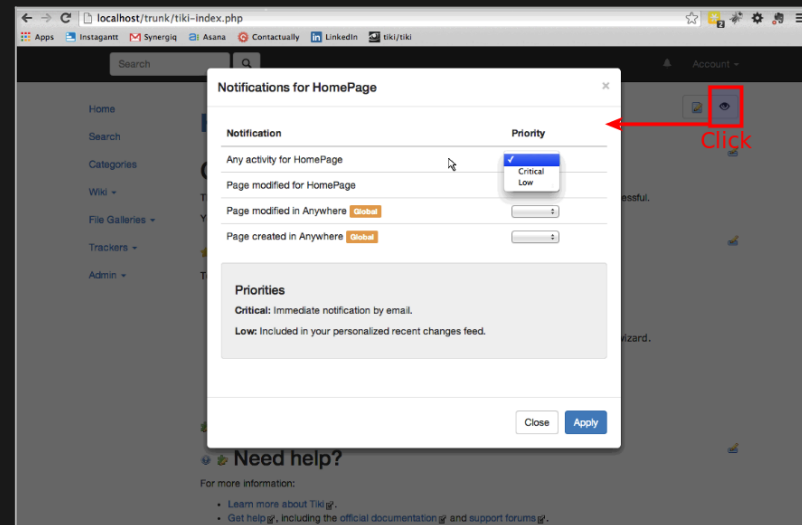 localhost/trunk/tiki-index.php
Apps Instagantt Synergiq Asana Contactually LinkedIn tiki/tiki
Search Account
Notifications for HomePage ×
Click
Home
Search
Categories
Wiki
File Galleries
Trackers
Admin
Notification Priority
Any activity for HomePage
Critical
Low
Page modified for HomePage
Page modified in Anywhere Global
Page created in Anywhere Global
essful.
Priorities
Critical: Immediate notification by email.
Low: Included in your personalized recent changes feed.
wizard.
Close Apply
Need help?
For more information:
Learn more about Tiki.
Get help, including the official documentation and support forums.